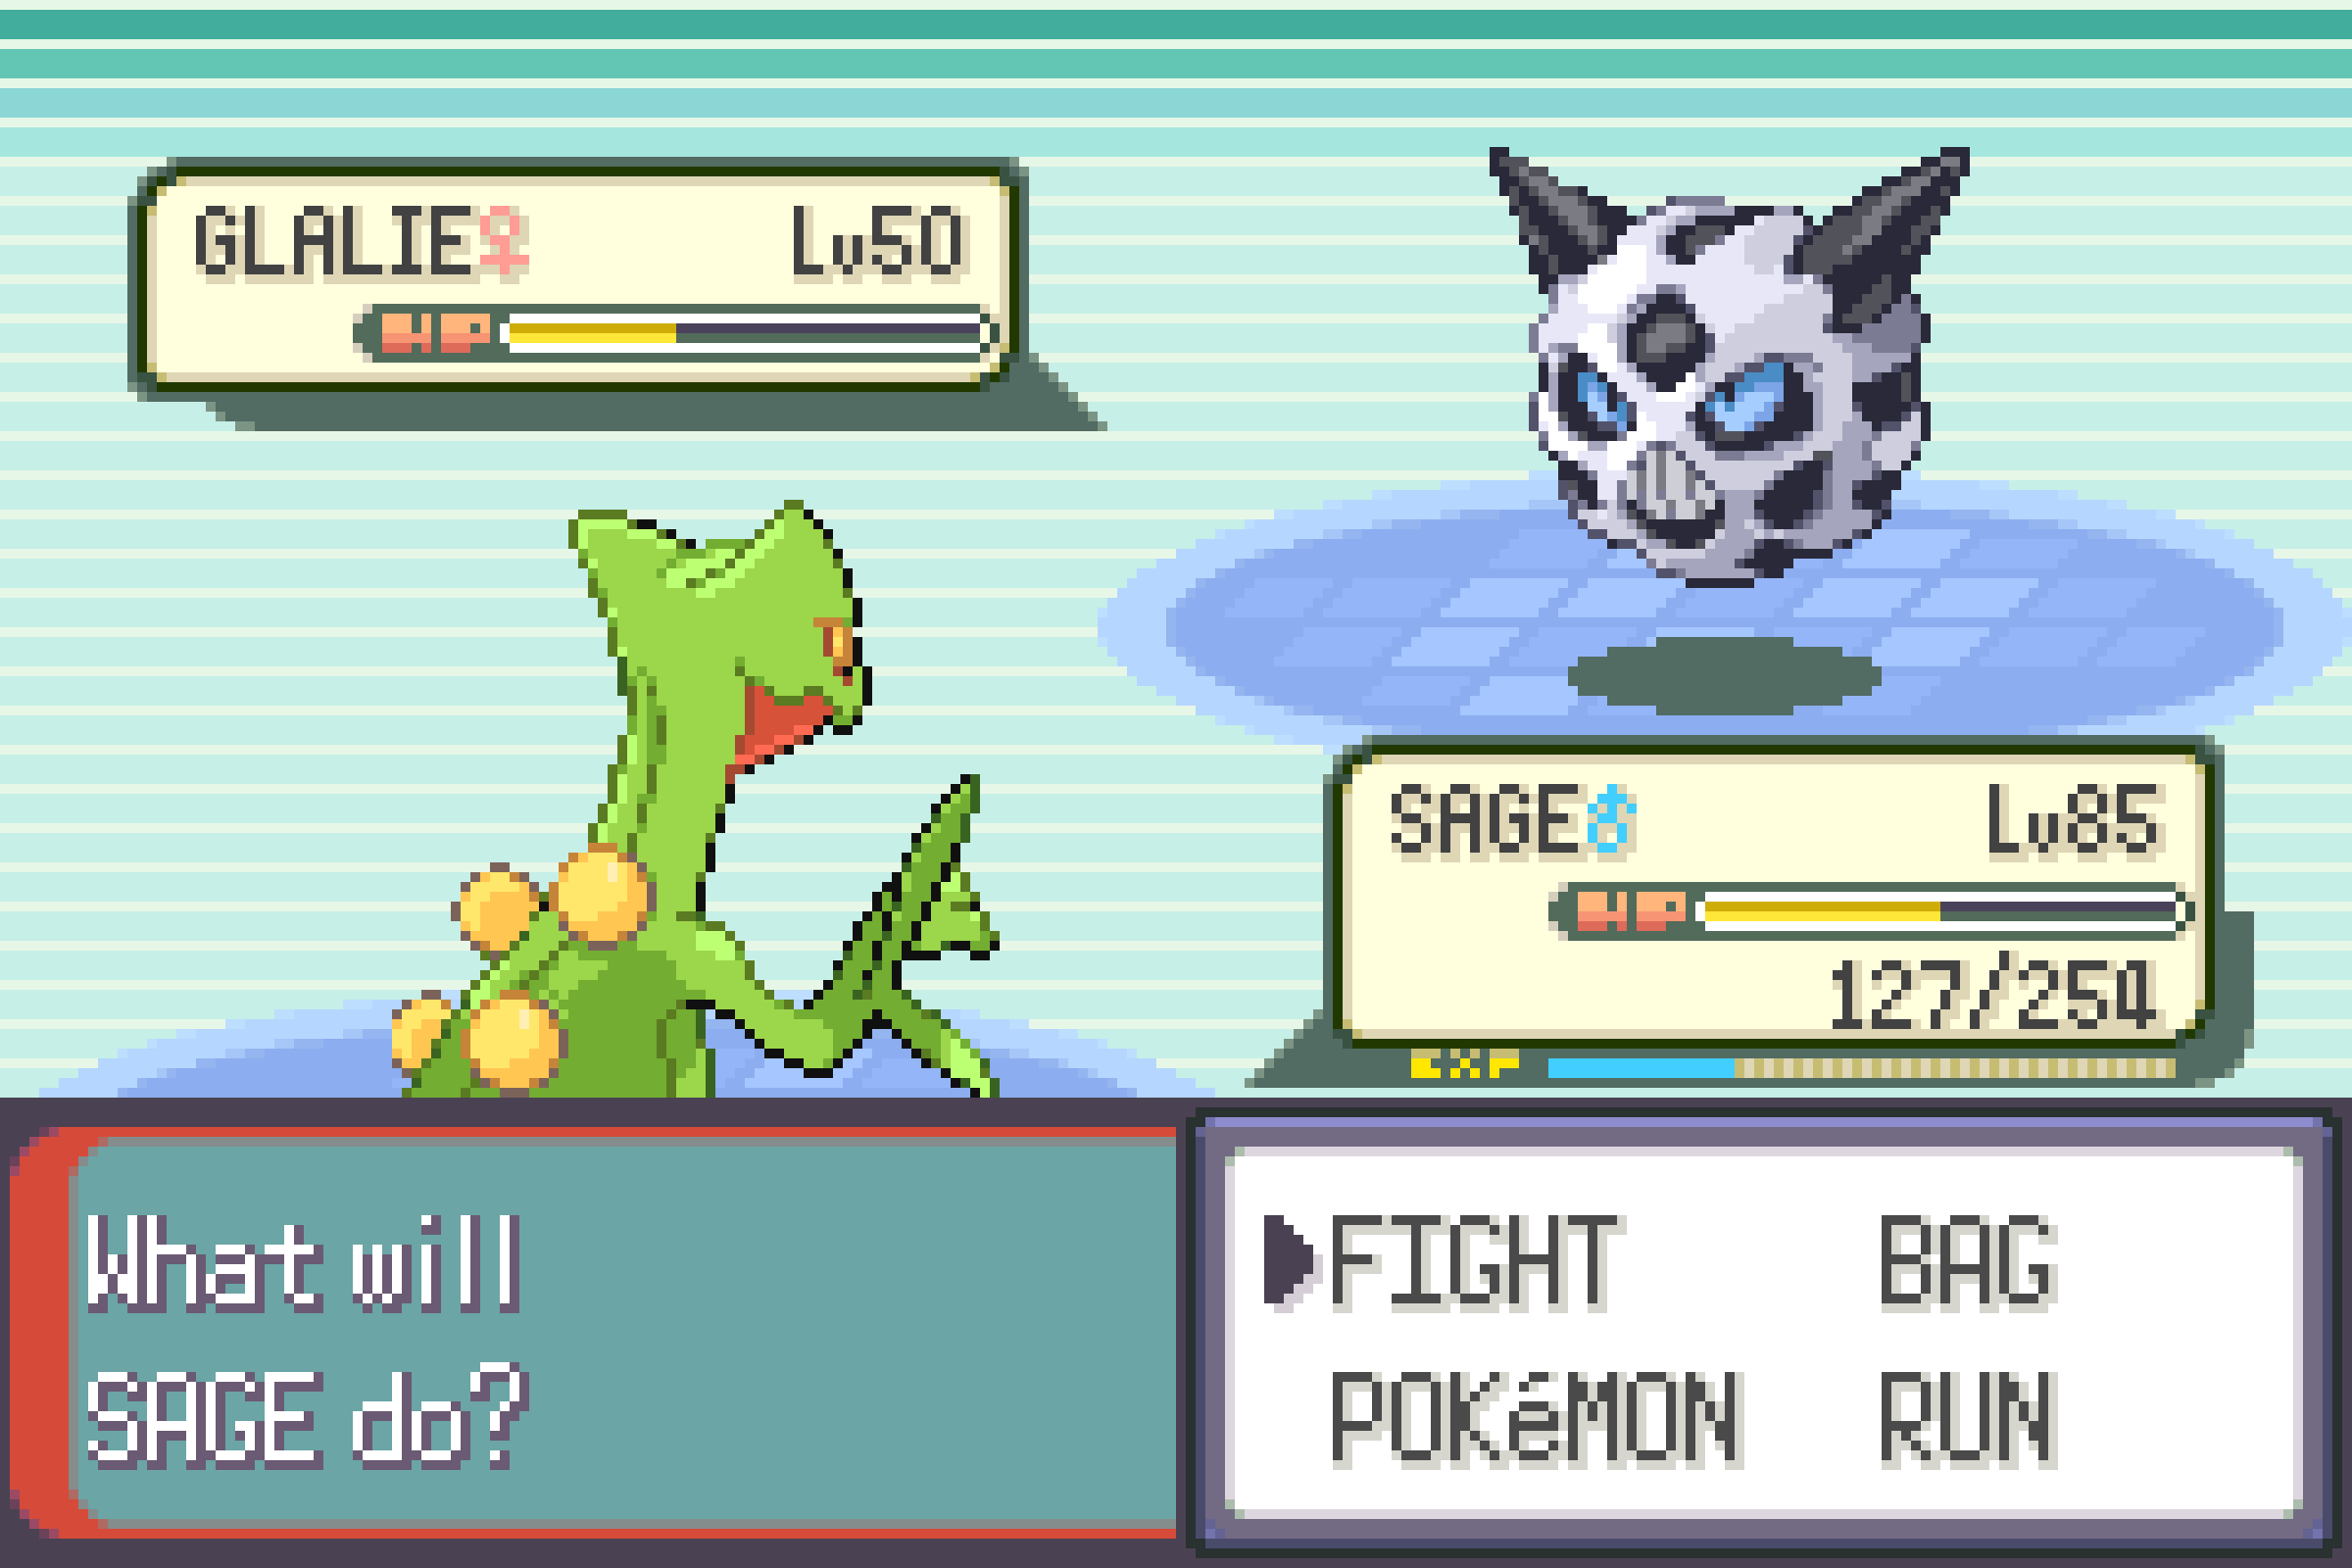 GLALIE♀ Lv50
HP
SAGE♂ Lv85
HP
127/254
EXP
What will
SAGE do?
FIGHT BAG
POKéMON RUN